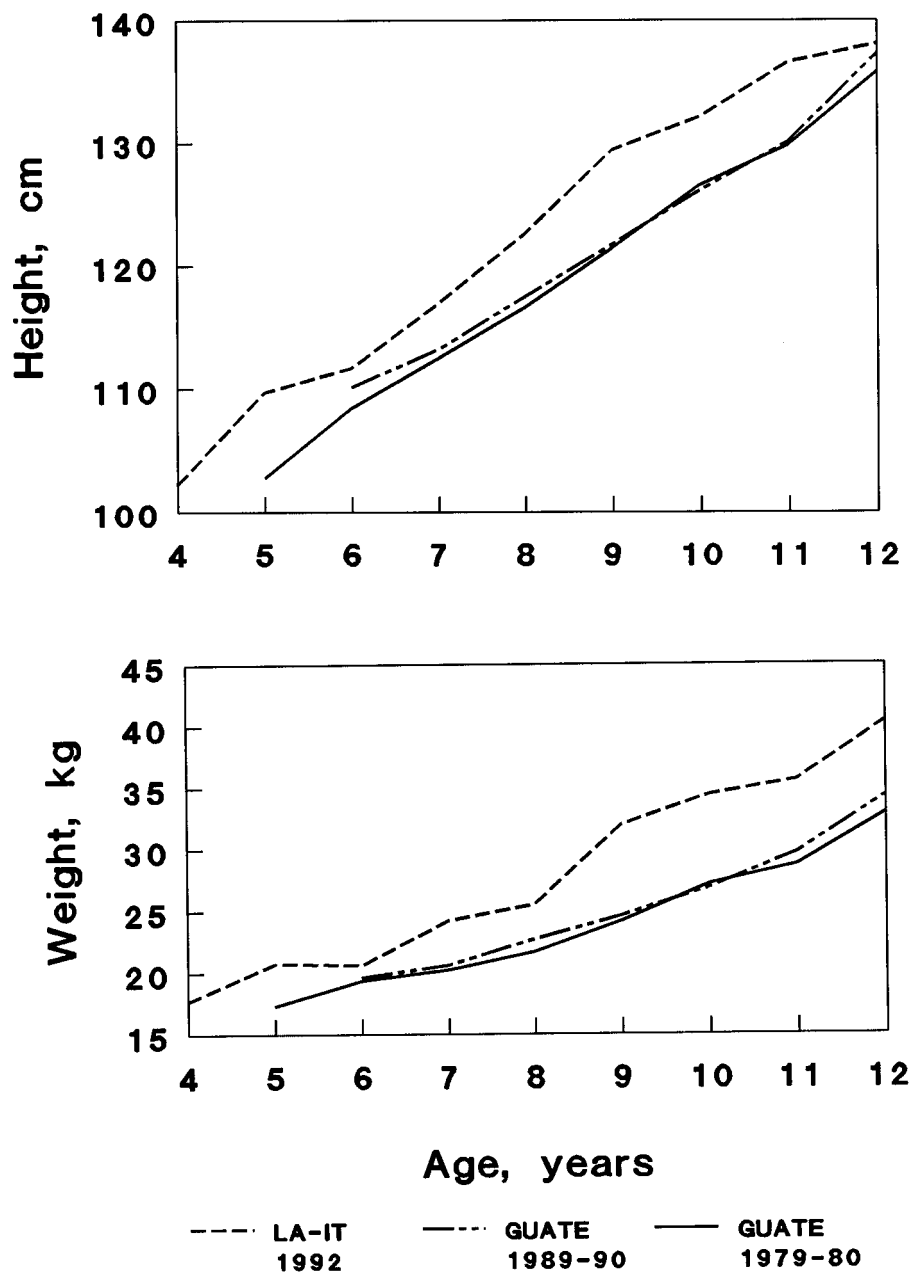 Height, cm
140
130
120
110
100
4 5 6 7 8 9 10 11 12
Weight, kg
45
40
35
30
25
20
15
4 5 6 7 8 9 10 11 12
Age, years
LA-IT 1992
GUATE 1989-90
GUATE 1979-80